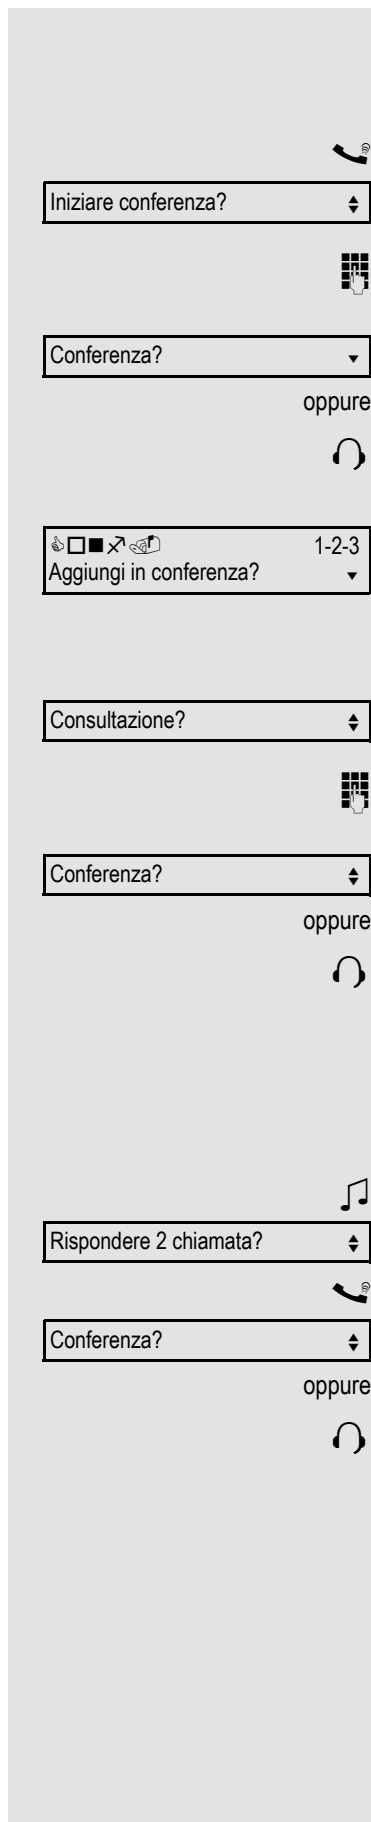 Iniziare conferenza?
Conferenza?
oppure
1-2-3
Aggiungi in conferenza?
Consultazione?
Conferenza?
oppure
Rispondere 2 chiamata?
Conferenza?
oppure